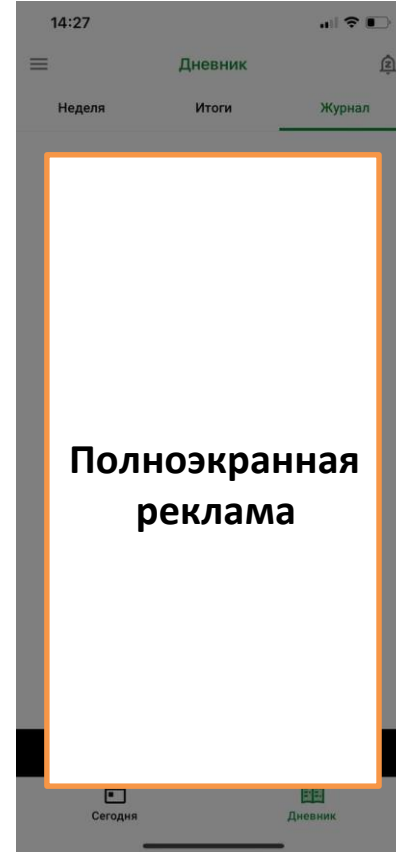 14:27
Дневник
Неделя Итоги Журнал
Полноэкранная
реклама
Сегодня Дневник